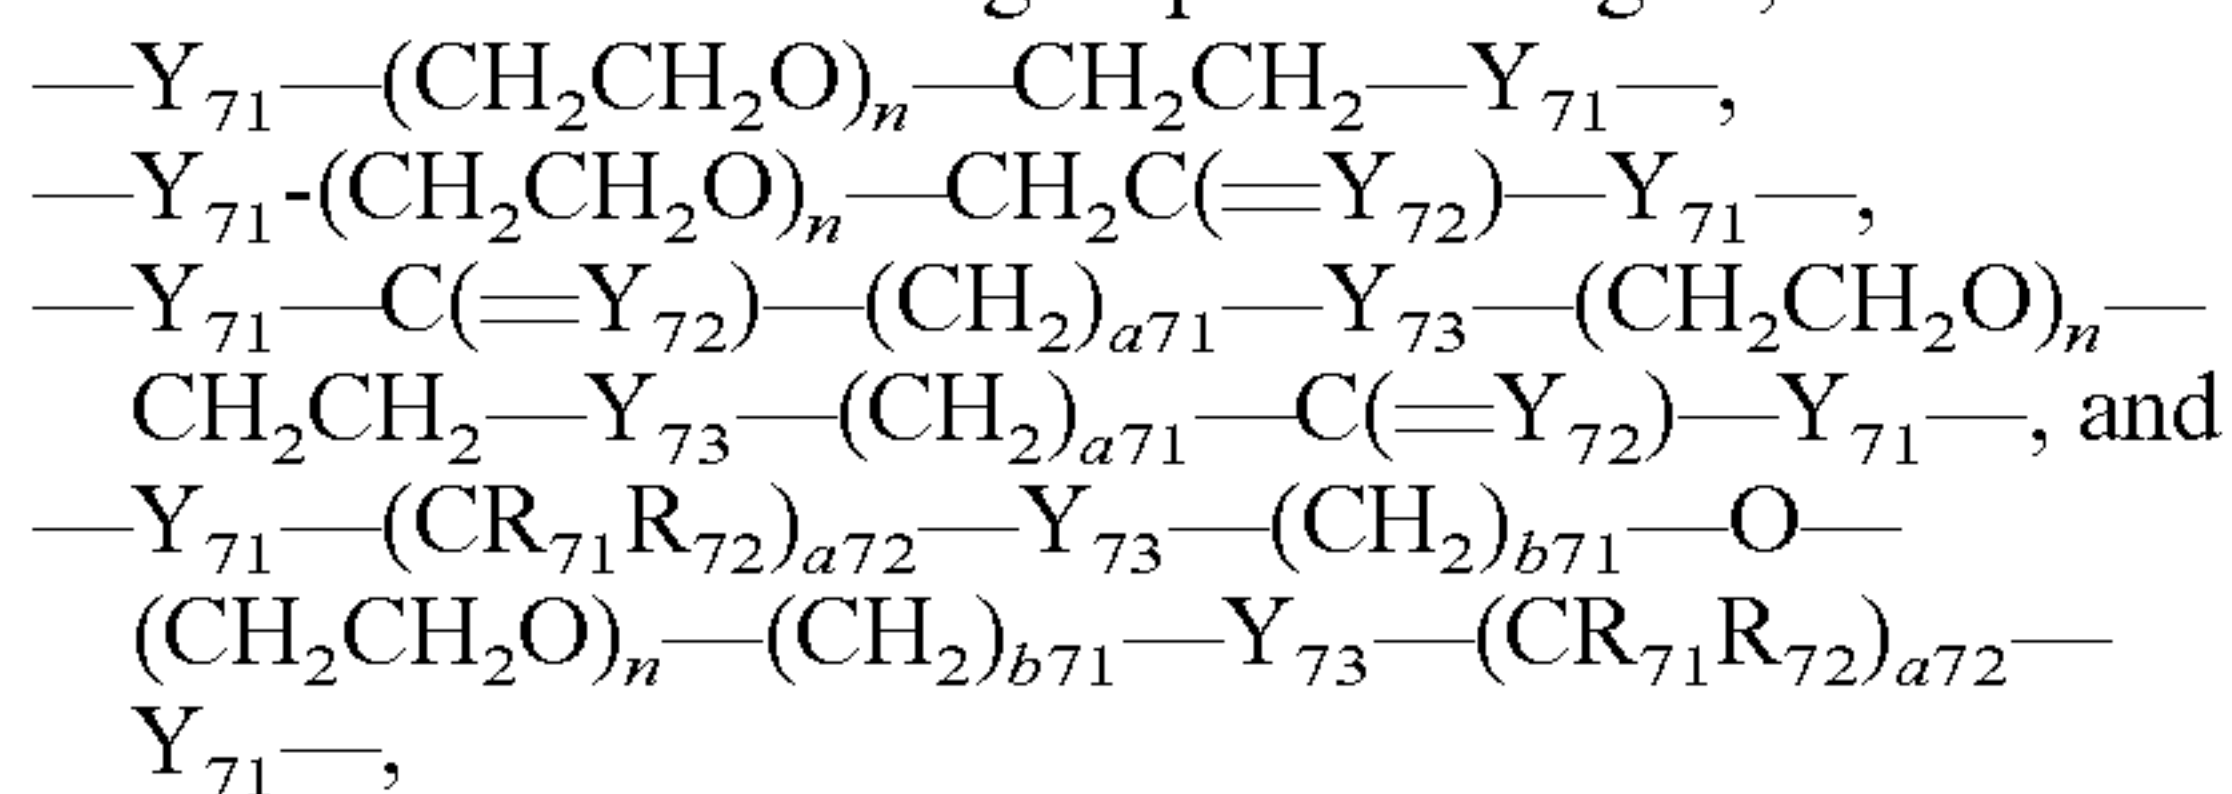 —Y₇₁—(CH₂CH₂O)ₙ—CH₂CH₂—Y₇₁—,
—Y₇₁-(CH₂CH₂O)ₙ—CH₂C(=Y₇₂)—Y₇₁—,
—Y₇₁—C(=Y₇₂)—(CH₂)ₐ₇₁—Y₇₃—(CH₂CH₂O)ₙ—
CH₂CH₂—Y₇₃—(CH₂)ₐ₇₁—C(=Y₇₂)—Y₇₁—, and
—Y₇₁—(CR₇₁R₇₂)ₐ₇₂—Y₇₃—(CH₂)b₇₁—O—
(CH₂CH₂O)ₙ—(CH₂)b₇₁—Y₇₃—(CR₇₁R₇₂)ₐ₇₂—
Y₇₁—,